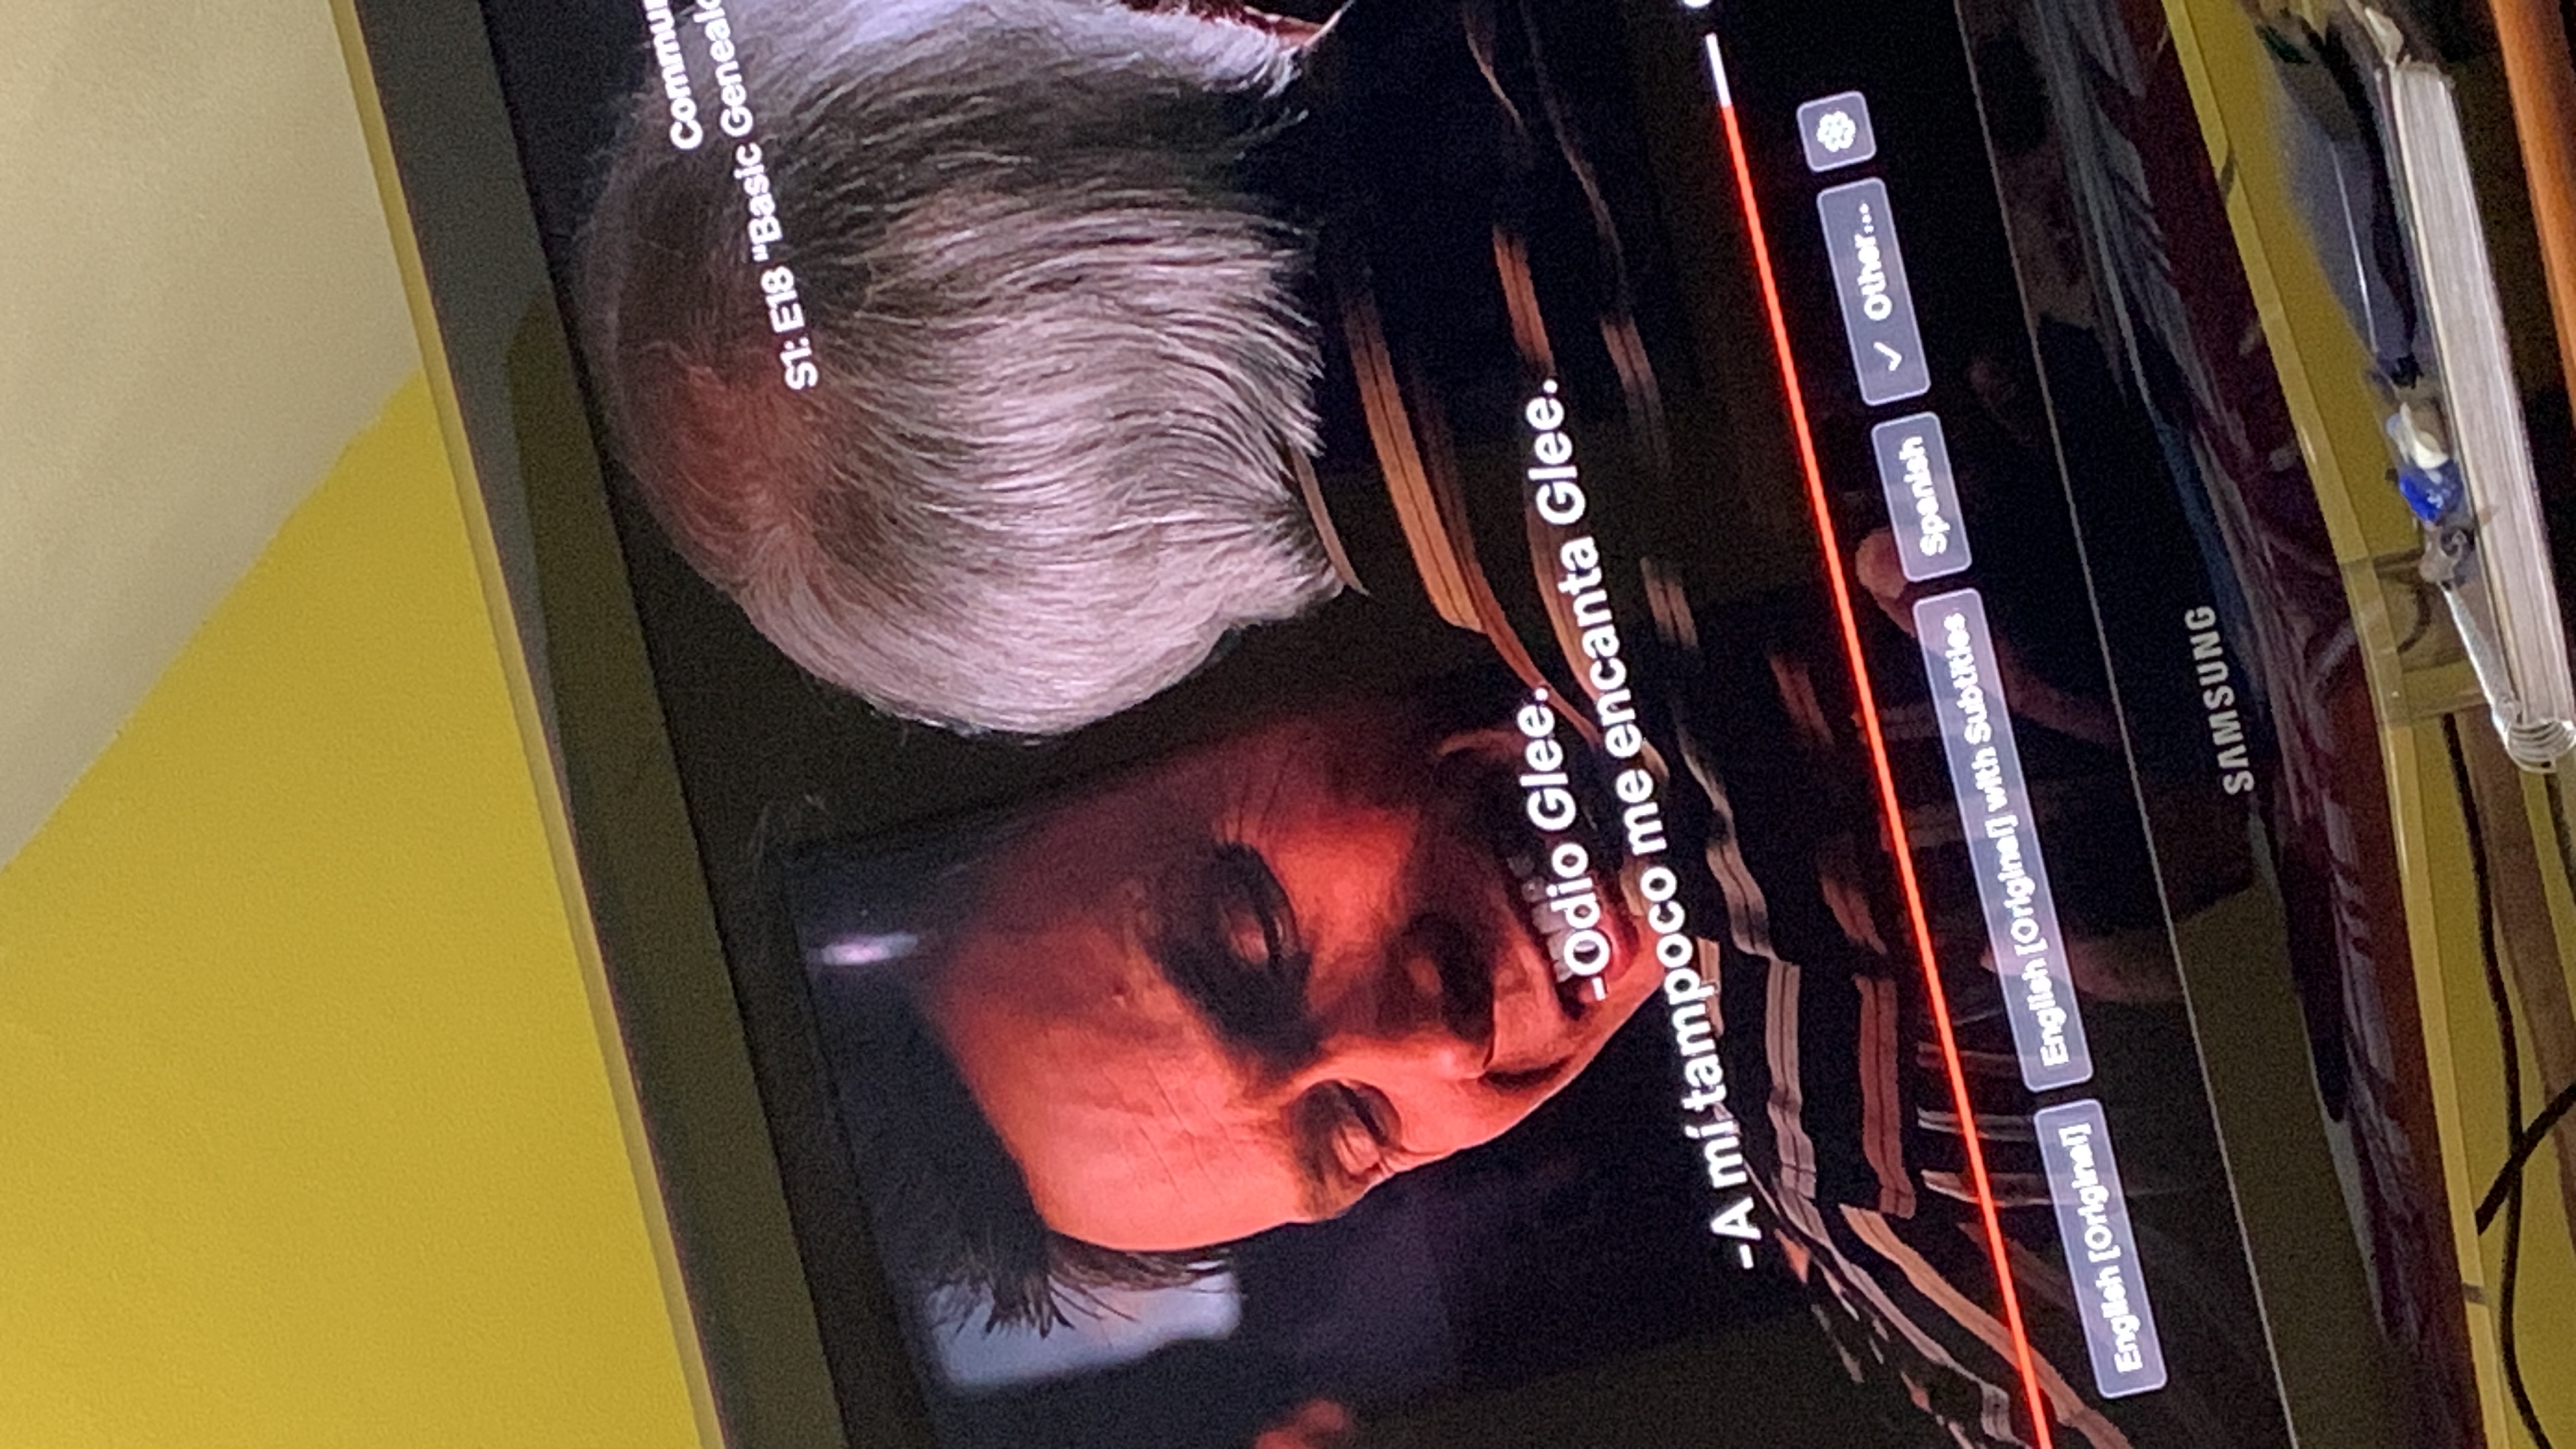 Commun
S1: E18 "Basic Genealo
-Odio Glee.
-A mí tampoco me encanta Glee.
English [Original]
English [Original] with Subtitles
Spanish
Other...
SAMSUNG